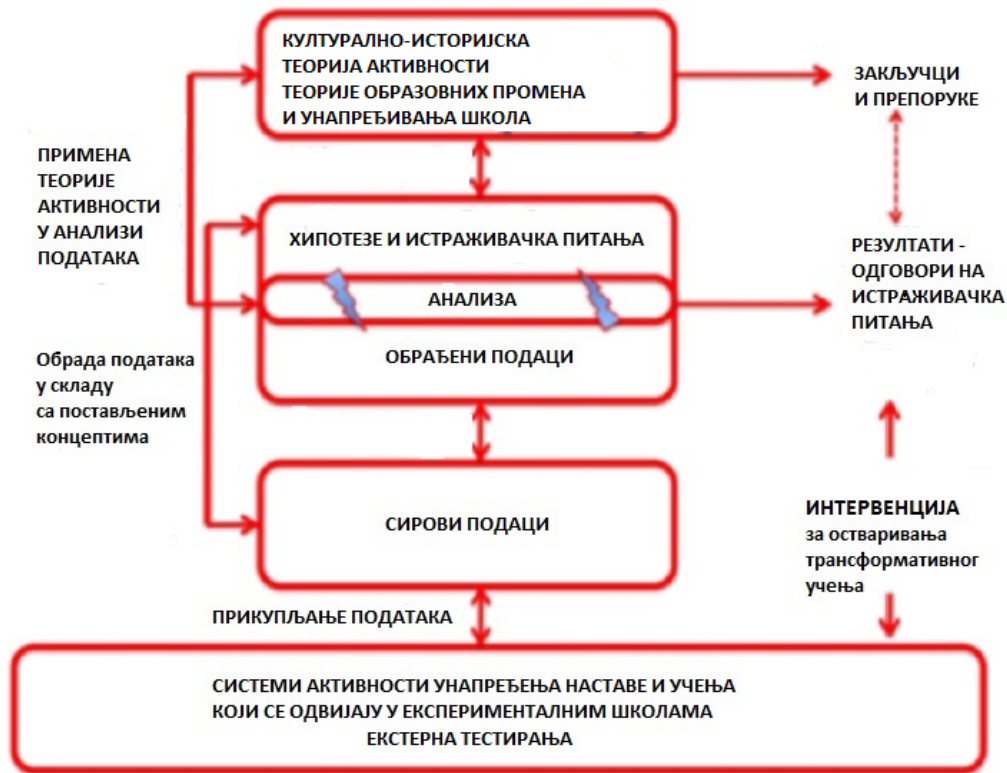 КУЛТУРАЛНО-ИСТОРИЈСКА
ТЕОРИЈА АКТИВНОСТИ
ТЕОРИЈЕ ОБРАЗОВНИХ ПРОМЕНА
И УНАПРЕЂИВАЊА ШКОЛА
ЗАКЉУЧЦИ
И ПРЕПОРУКЕ
ПРИМЕНА
ТЕОРИЈЕ
АКТИВНОСТИ
У АНАЛИЗИ
ПОДАТАКА
ХИПОТЕЗЕ И ИСТРАЖИВАЧКА ПИТАЊА
АНАЛИЗА
ОБРАЂЕНИ ПОДАЦИ
РЕЗУЛТАТИ -
ОДГОВОРИ НА
ИСТРАЖИВАЧКА
ПИТАЊА
Обрада података
у складу
са постављеним
концептима
СИРОВИ ПОДАЦИ
ИНТЕРВЕНЦИЈА
за остваривања
трансформативног
учења
ПРИКУПЉАЊЕ ПОДАТАКА
СИСТЕМИ АКТИВНОСТИ УНАПРЕЂЕЊА НАСТАВЕ И УЧЕЊА
КОЈИ СЕ ОДВИЈАЈУ У ЕКСПЕРИМЕНТАЛНИМ ШКОЛАМА
ЕКСТЕРНА ТЕСТИРАЊА